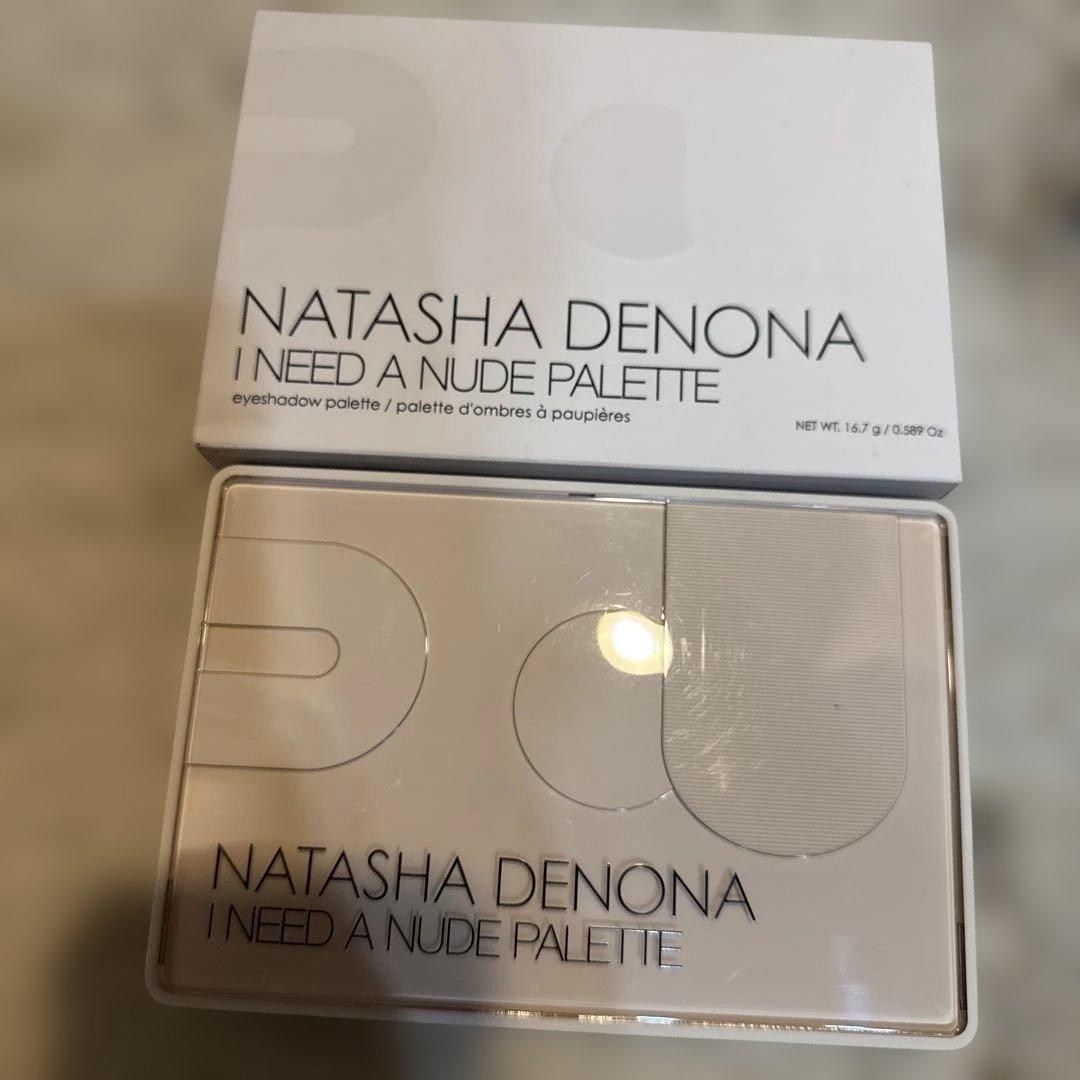 NATASHA DENONA
I NEED A NUDE PALETTE
eyeshadow palette / palette d'ombres à paupières
NET WT. 16.7 g / 0.589 Oz
NATASHA DENONA
I NEED A NUDE PALETTE